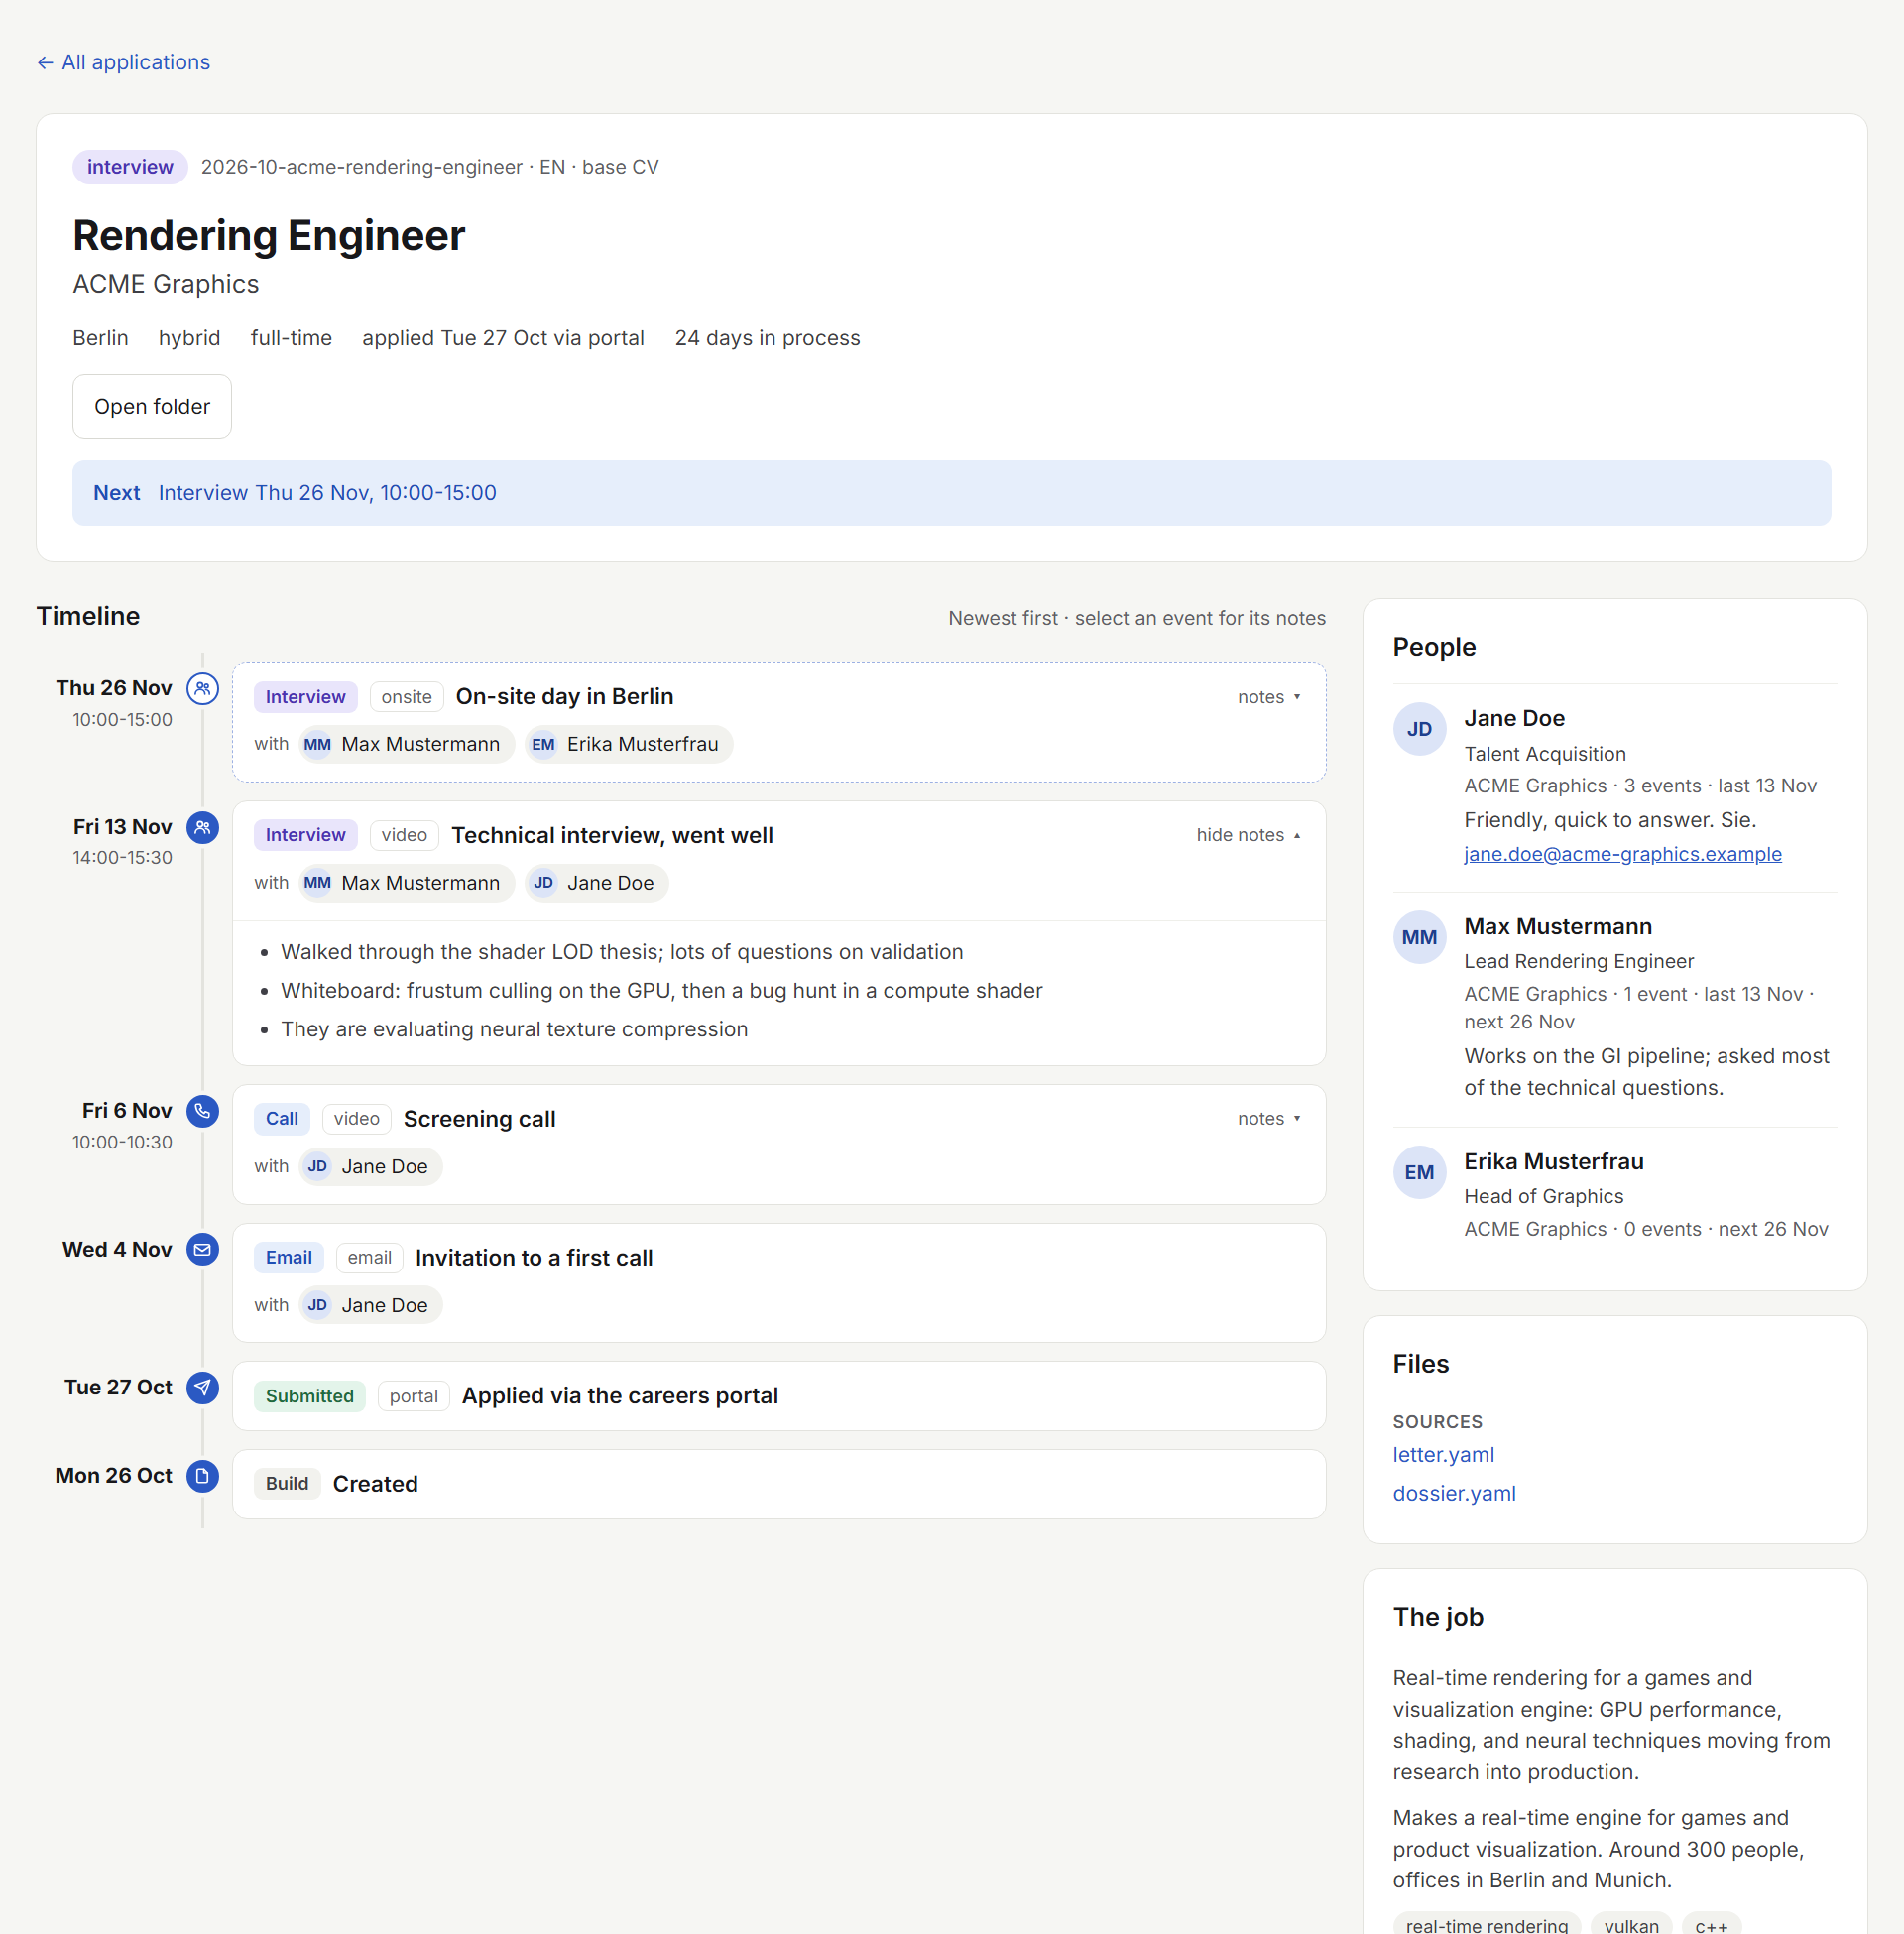 ← All applications
interview 2026-10-acme-rendering-engineer · EN · base CV
Rendering Engineer
ACME Graphics
Berlin hybrid full-time applied Tue 27 Oct via portal 24 days in process
Open folder
Next Interview Thu 26 Nov, 10:00-15:00
Timeline
Newest first · select an event for its notes
Thu 26 Nov
10:00-15:00
Interview onsite On-site day in Berlin notes ▾
with MM Max Mustermann EM Erika Musterfrau
Fri 13 Nov
14:00-15:30
Interview video Technical interview, went well hide notes ▴
with MM Max Mustermann JD Jane Doe
• Walked through the shader LOD thesis; lots of questions on validation
• Whiteboard: frustum culling on the GPU, then a bug hunt in a compute shader
• They are evaluating neural texture compression
Fri 6 Nov
10:00-10:30
Call video Screening call notes ▾
with JD Jane Doe
Wed 4 Nov
Email email Invitation to a first call
with JD Jane Doe
Tue 27 Oct
Submitted portal Applied via the careers portal
Mon 26 Oct
Build Created
People
JD Jane Doe
Talent Acquisition
ACME Graphics · 3 events · last 13 Nov
Friendly, quick to answer. Sie.
jane.doe@acme-graphics.example
MM Max Mustermann
Lead Rendering Engineer
ACME Graphics · 1 event · last 13 Nov ·
next 26 Nov
Works on the GI pipeline; asked most
of the technical questions.
EM Erika Musterfrau
Head of Graphics
ACME Graphics · 0 events · next 26 Nov
Files
SOURCES
letter.yaml
dossier.yaml
The job
Real-time rendering for a games and
visualization engine: GPU performance,
shading, and neural techniques moving from
research into production.
Makes a real-time engine for games and
product visualization. Around 300 people,
offices in Berlin and Munich.
real-time rendering vulkan c++